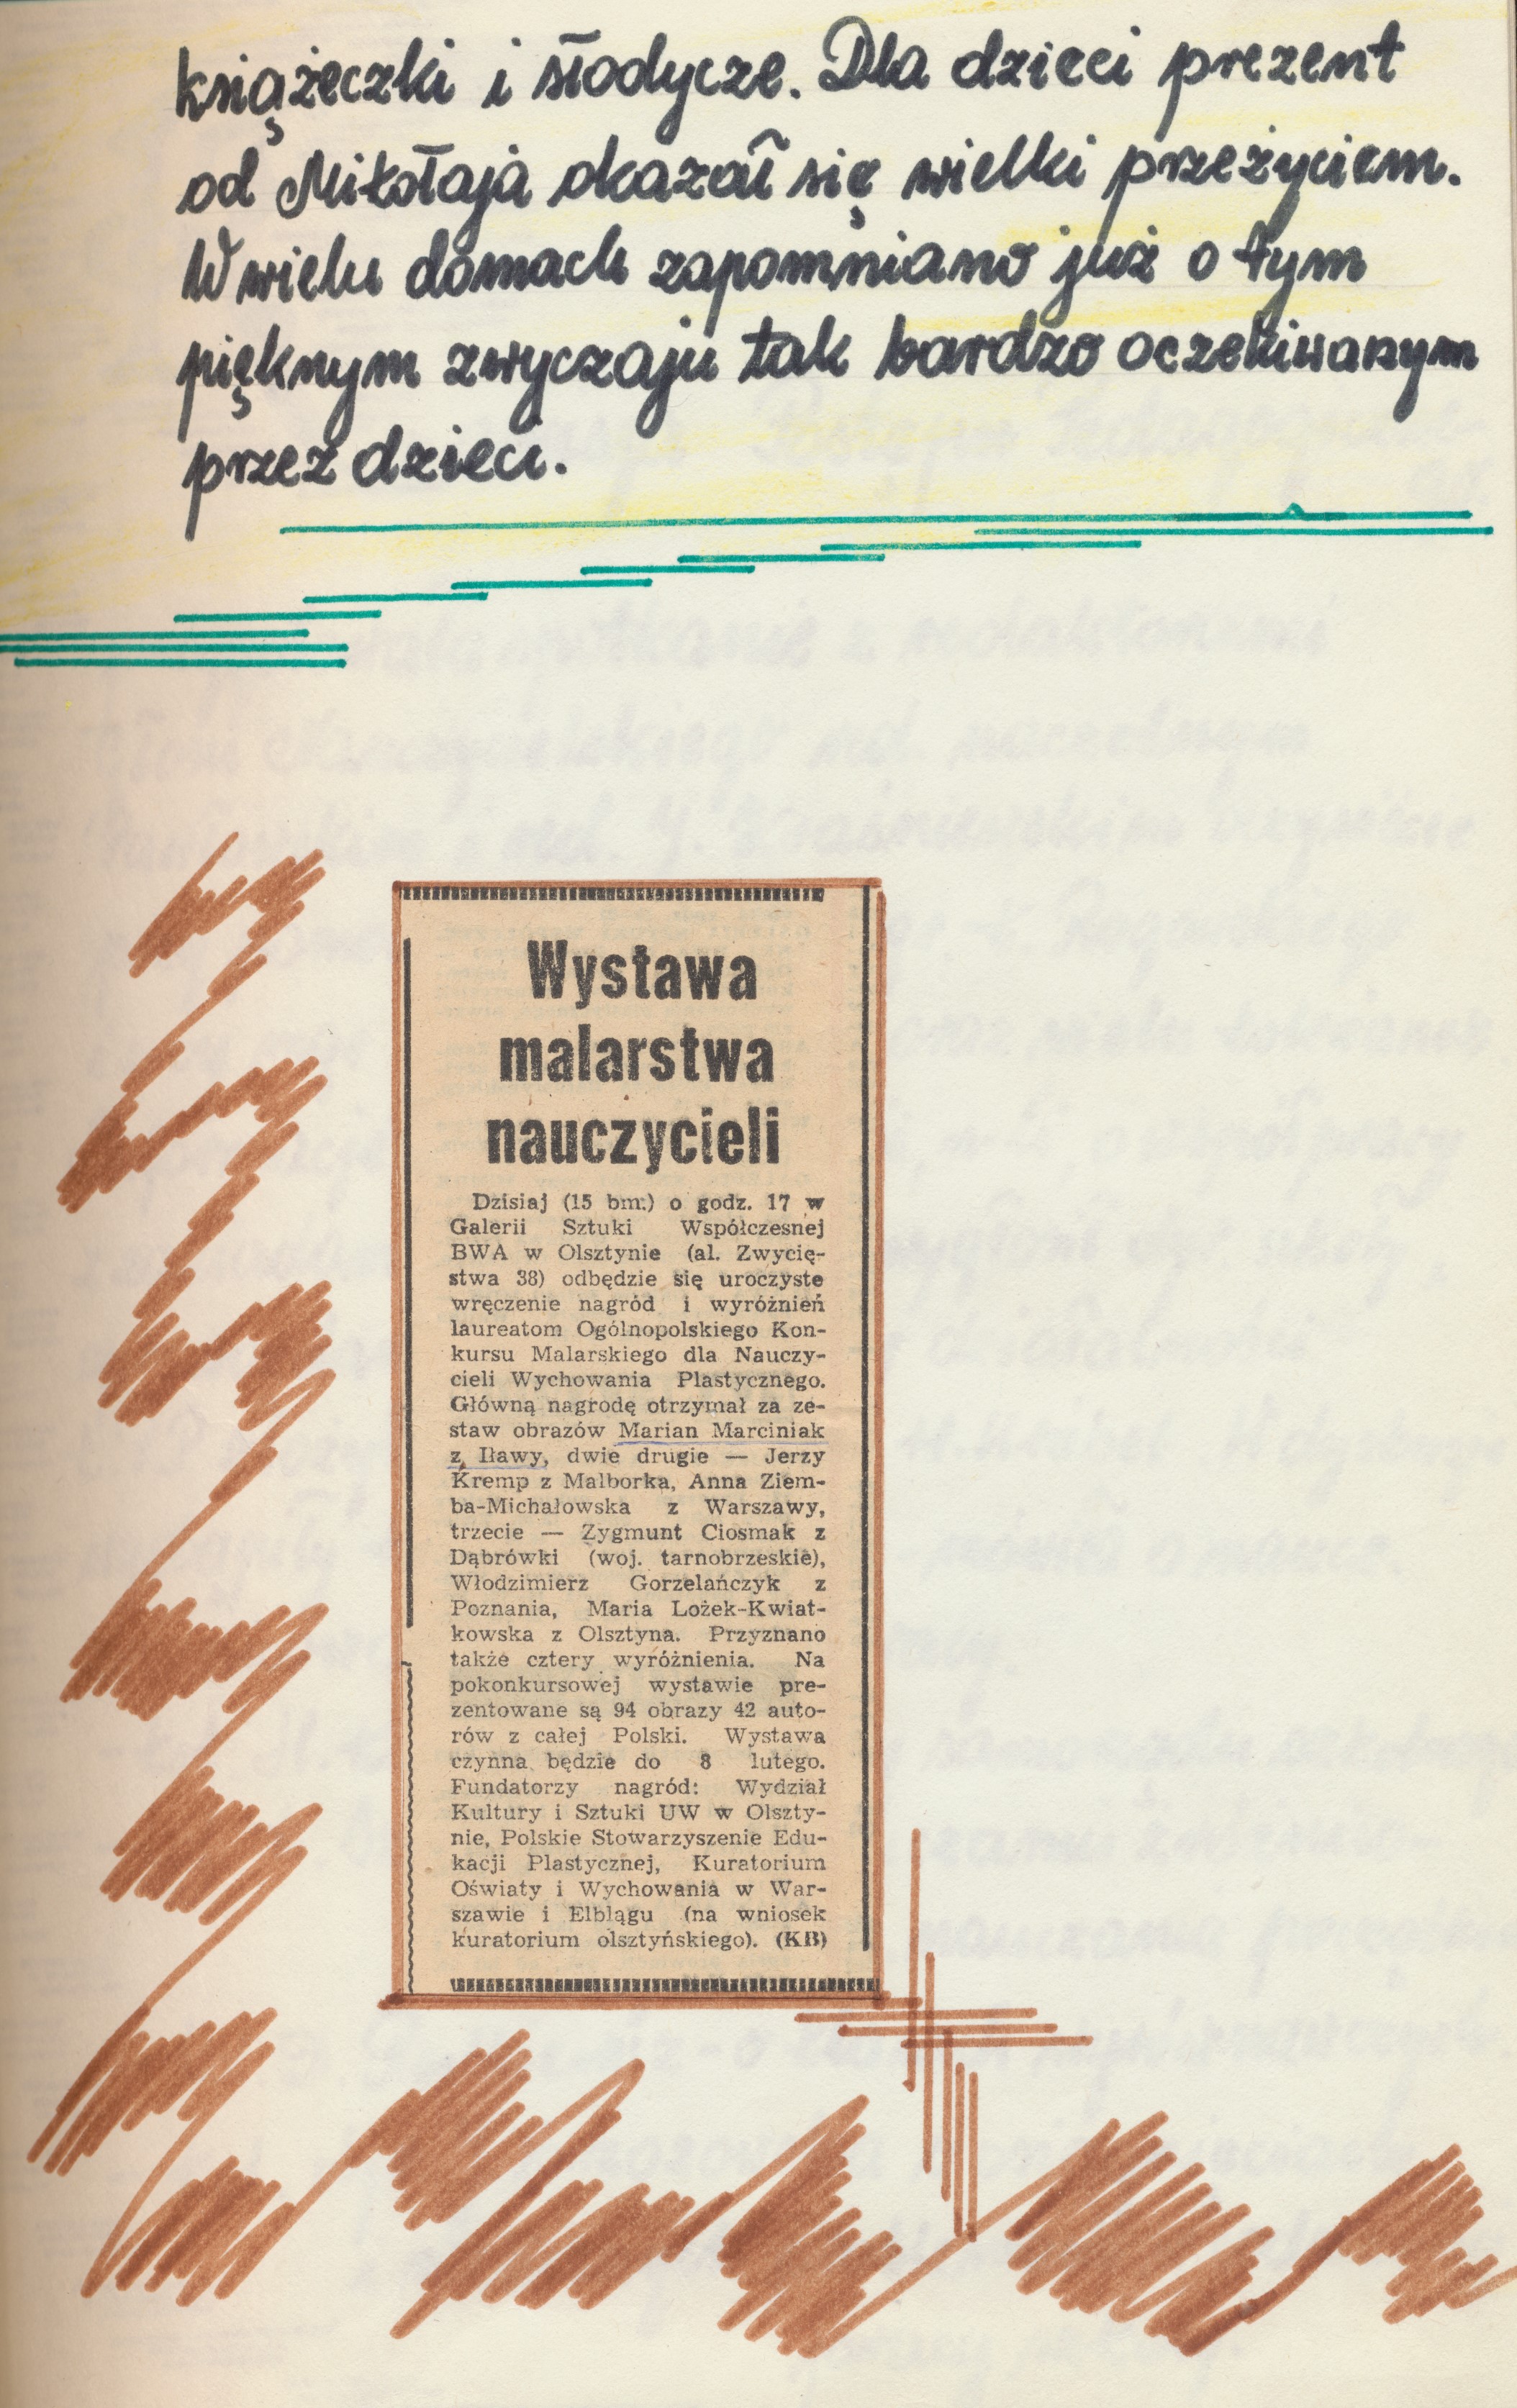 książeczki i słodycze. Dla dzieci prezent
od Mikołaja okazał się wielki przeżyciem.
W wielu domach zapomniano już o tym
pięknym zwyczaju tak bardzo oczekiwanym
przez dzieci.
Wystawa
malarstwa
nauczycieli
Dzisiaj (15 bm.) o godz. 17 w
Galerii Sztuki Współczesnej
BWA w Olsztynie (al. Zwycię-
stwa 38) odbędzie się uroczyste
wręczenie nagród i wyróżnień
laureatom Ogólnopolskiego Kon-
kursu Malarskiego dla Nauczy-
cieli Wychowania Plastycznego.
Główną nagrodę otrzymał za ze-
staw obrazów Marian Marciniak
z Iławy, dwie drugie — Jerzy
Kremp z Malborka, Anna Ziem-
ba-Michałowska z Warszawy,
trzecie — Zygmunt Ciosmak z
Dąbrówki (woj. tarnobrzeskie),
Włodzimierz Gorzelańczyk z
Poznania, Maria Lożek-Kwiat-
kowska z Olsztyna. Przyznano
także cztery wyróżnienia. Na
pokonkursowej wystawie pre-
zentowane są 94 obrazy 42 auto-
rów z całej Polski. Wystawa
czynna będzie do 8 lutego.
Fundatorzy nagród: Wydział
Kultury i Sztuki UW w Olszty-
nie, Polskie Stowarzyszenie Edu-
kacji Plastycznej, Kuratorium
Oświaty i Wychowania w War-
szawie i Elblągu (na wniosek
kuratorium olsztyńskiego). (KB)